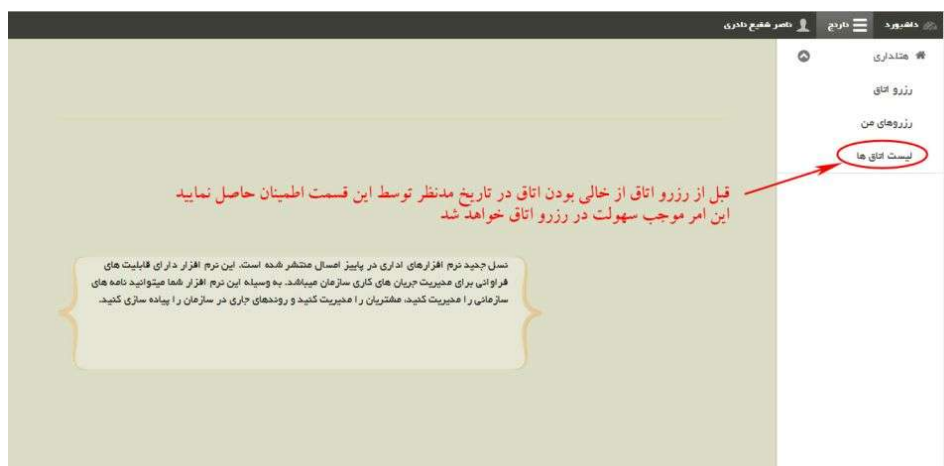 داشبورد
نارنج
ناصر شفیع نادری
هتلداری
رزرو اتاق
رزروهای من
لیست اتاق ها
قبل از رزرو اتاق از خالی بودن اتاق در تاریخ مدنظر توسط این قسمت اطمینان حاصل نمایید
این امر موجب سهولت در رزرو اتاق خواهد شد
نسل جدید نرم افزارهای اداری در پاییز امسال منتشر شده است. این نرم افزار دارای قابلیت های
فراوانی برای مدیریت جریان های کاری سازمان میباشد. به وسیله این نرم افزار شما میتوانید نامه های
سازمانی را مدیریت کنید، مشتریان را مدیریت کنید و روندهای جاری در سازمان را پیاده سازی کنید.